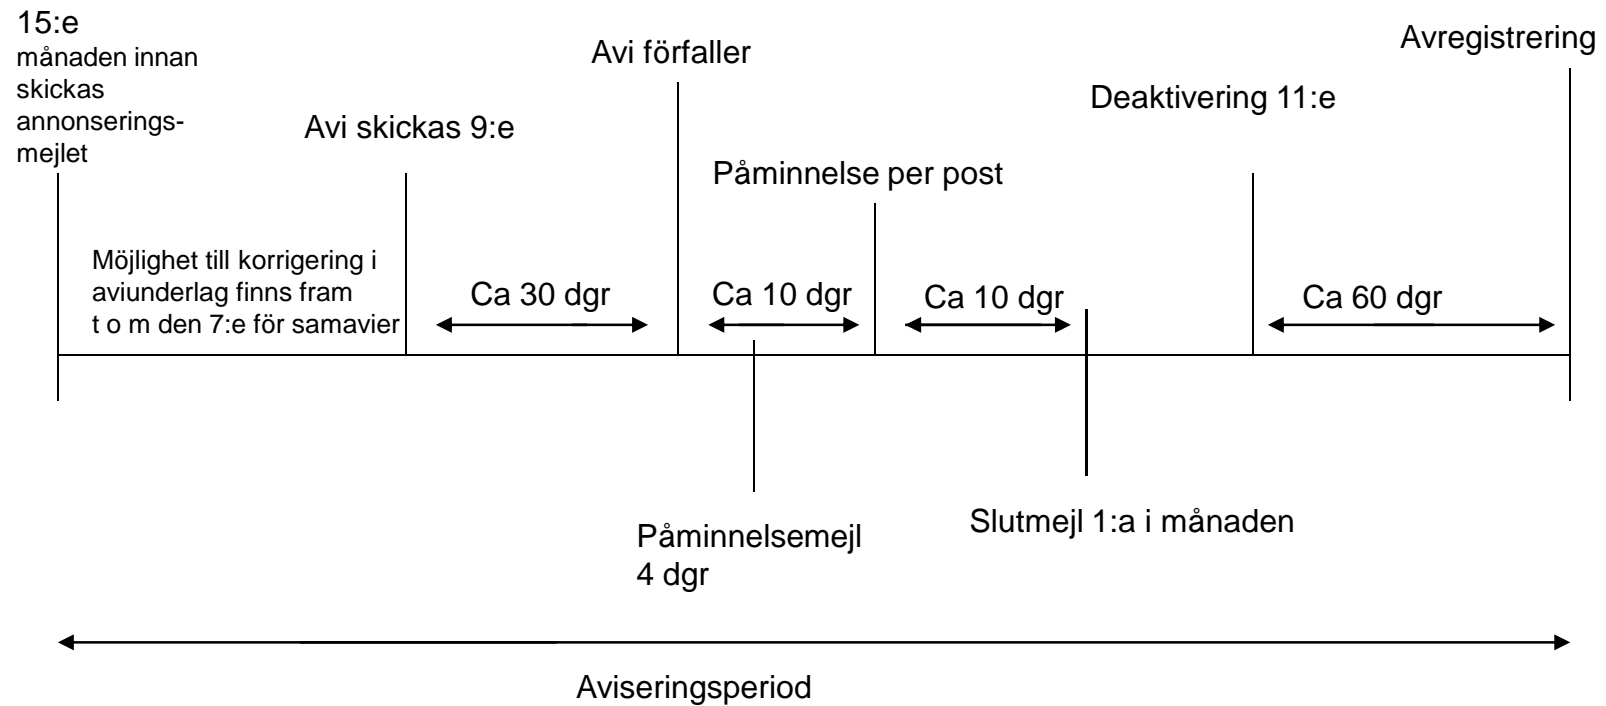 15:e
månaden innan
skickas
annonserings-
mejlet
Avi skickas 9:e
Avi förfaller
Påminnelse per post
Deaktivering 11:e
Avregistrering
Möjlighet till korrigering i
aviunderlag finns fram
t o m den 7:e för samavier
Ca 30 dgr
Ca 10 dgr
Ca 10 dgr
Ca 60 dgr
Påminnelsemejl
4 dgr
Slutmejl 1:a i månaden
Aviseringsperiod